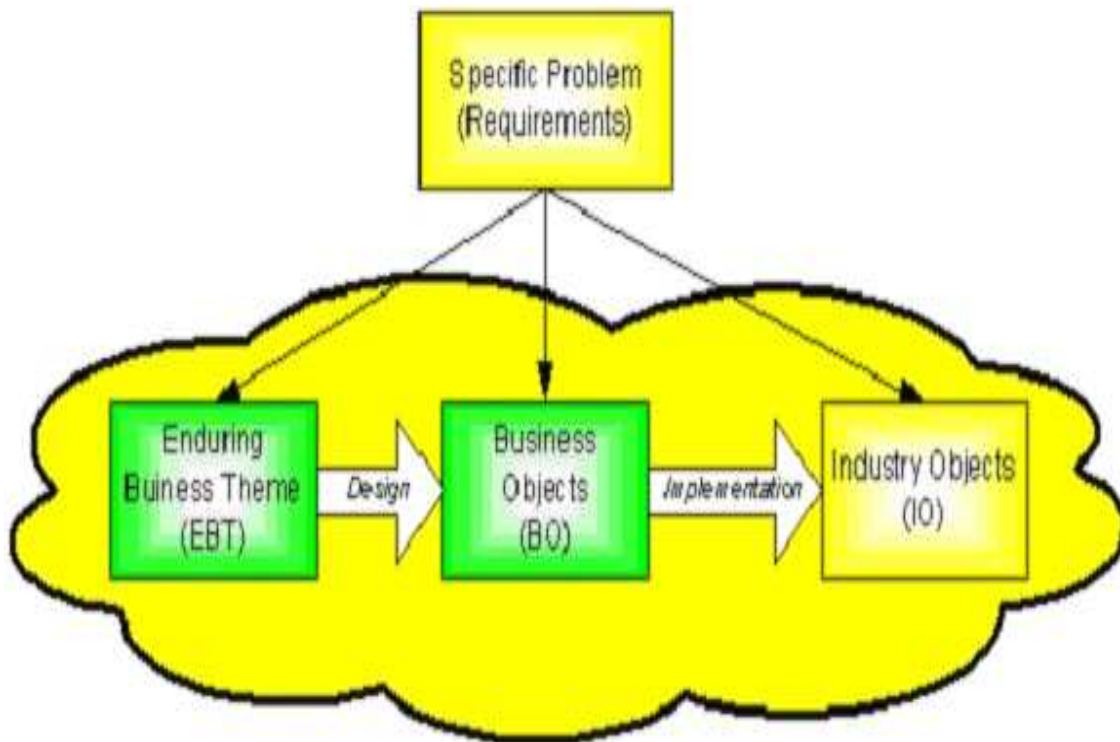 Specific Problem
(Requirements)
Enduring
Buiness Theme
(EBT)
Design
Business
Objects
(BO)
Implementation
Industry Objects
(IO)